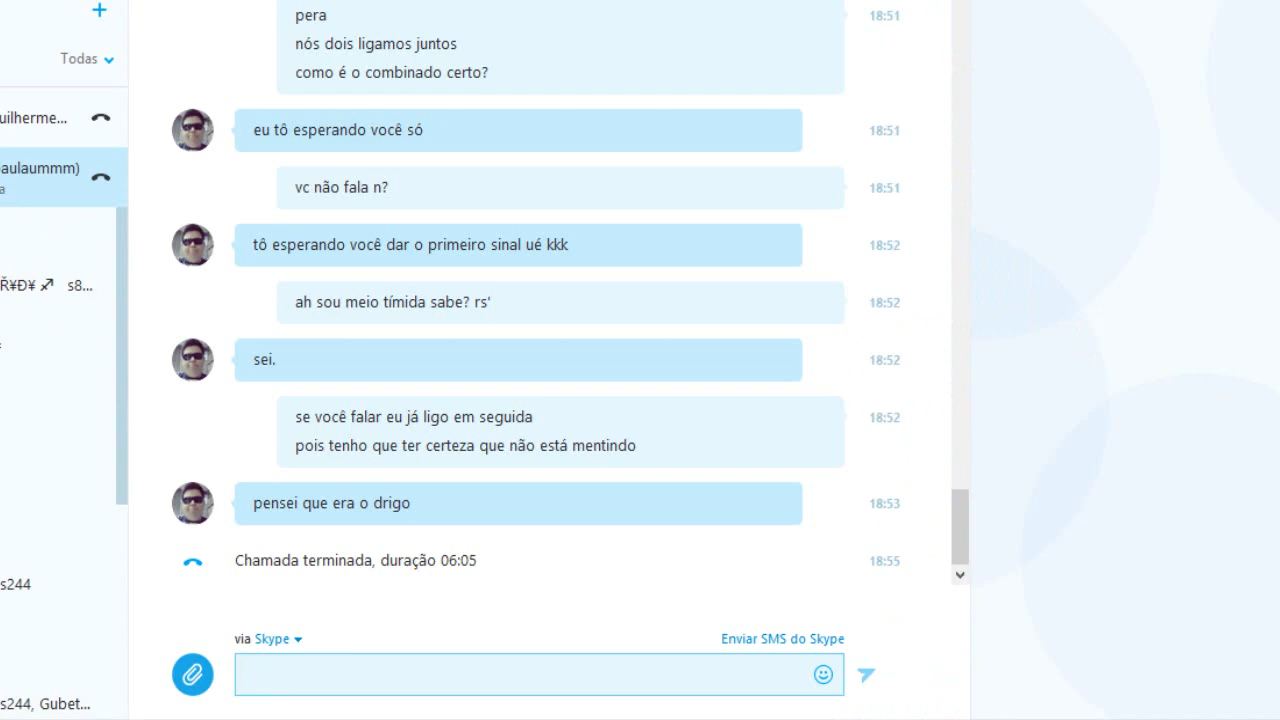 pera
18:51
nós dois ligamos juntos
como é o combinado certo?
Todas
uilherme...
eu tô esperando você só
18:51
aulaummm)
a
vc não fala n?
18:51
tô esperando você dar o primeiro sinal ué kkk
18:52
Ř¥Đ¥ ♐ s8...
ah sou meio tímida sabe? rs'
18:52
sei.
18:52
se você falar eu já ligo em seguida
18:52
pois tenho que ter certeza que não está mentindo
pensei que era o drigo
18:53
Chamada terminada, duração 06:05
18:55
s244
via Skype
Enviar SMS do Skype
s244, Gubet...